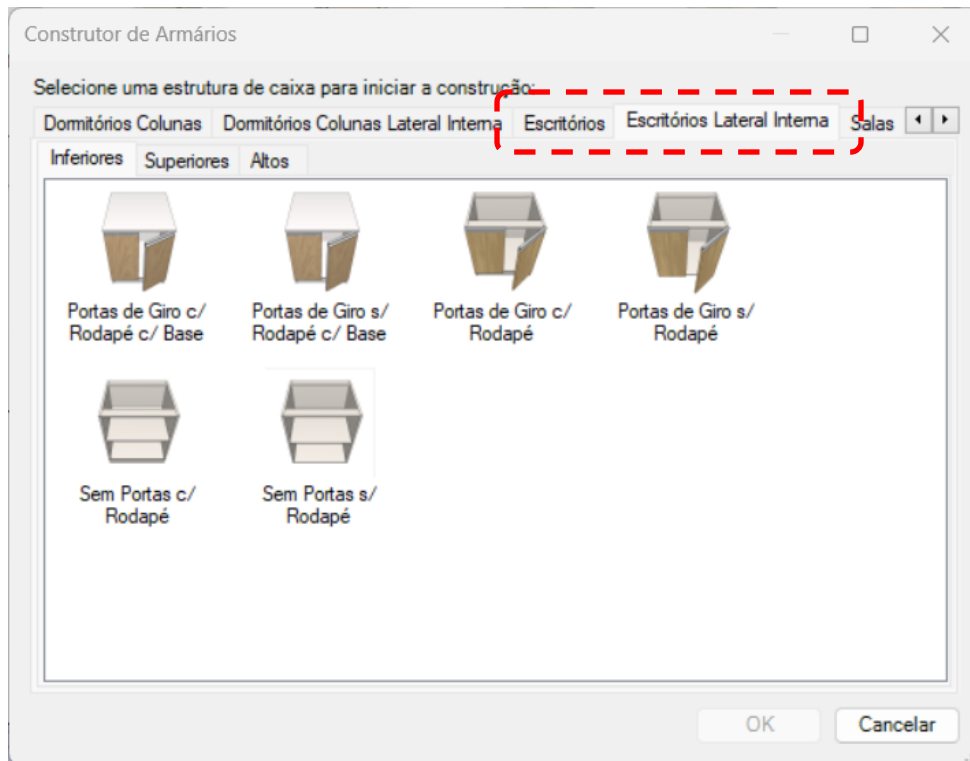 Construtor de Armários
Selecione uma estrutura de caixa para iniciar a construção:
Dormitórios Colunas Dormitórios Colunas Lateral Interna Escritórios Escritórios Lateral Interna Salas
Inferiores Superiores Altos
Portas de Giro c/ Portas de Giro s/ Portas de Giro c/ Portas de Giro s/
Rodapé c/ Base Rodapé c/ Base Rodapé Rodapé
Sem Portas c/ Sem Portas s/
Rodapé Rodapé
OK Cancelar